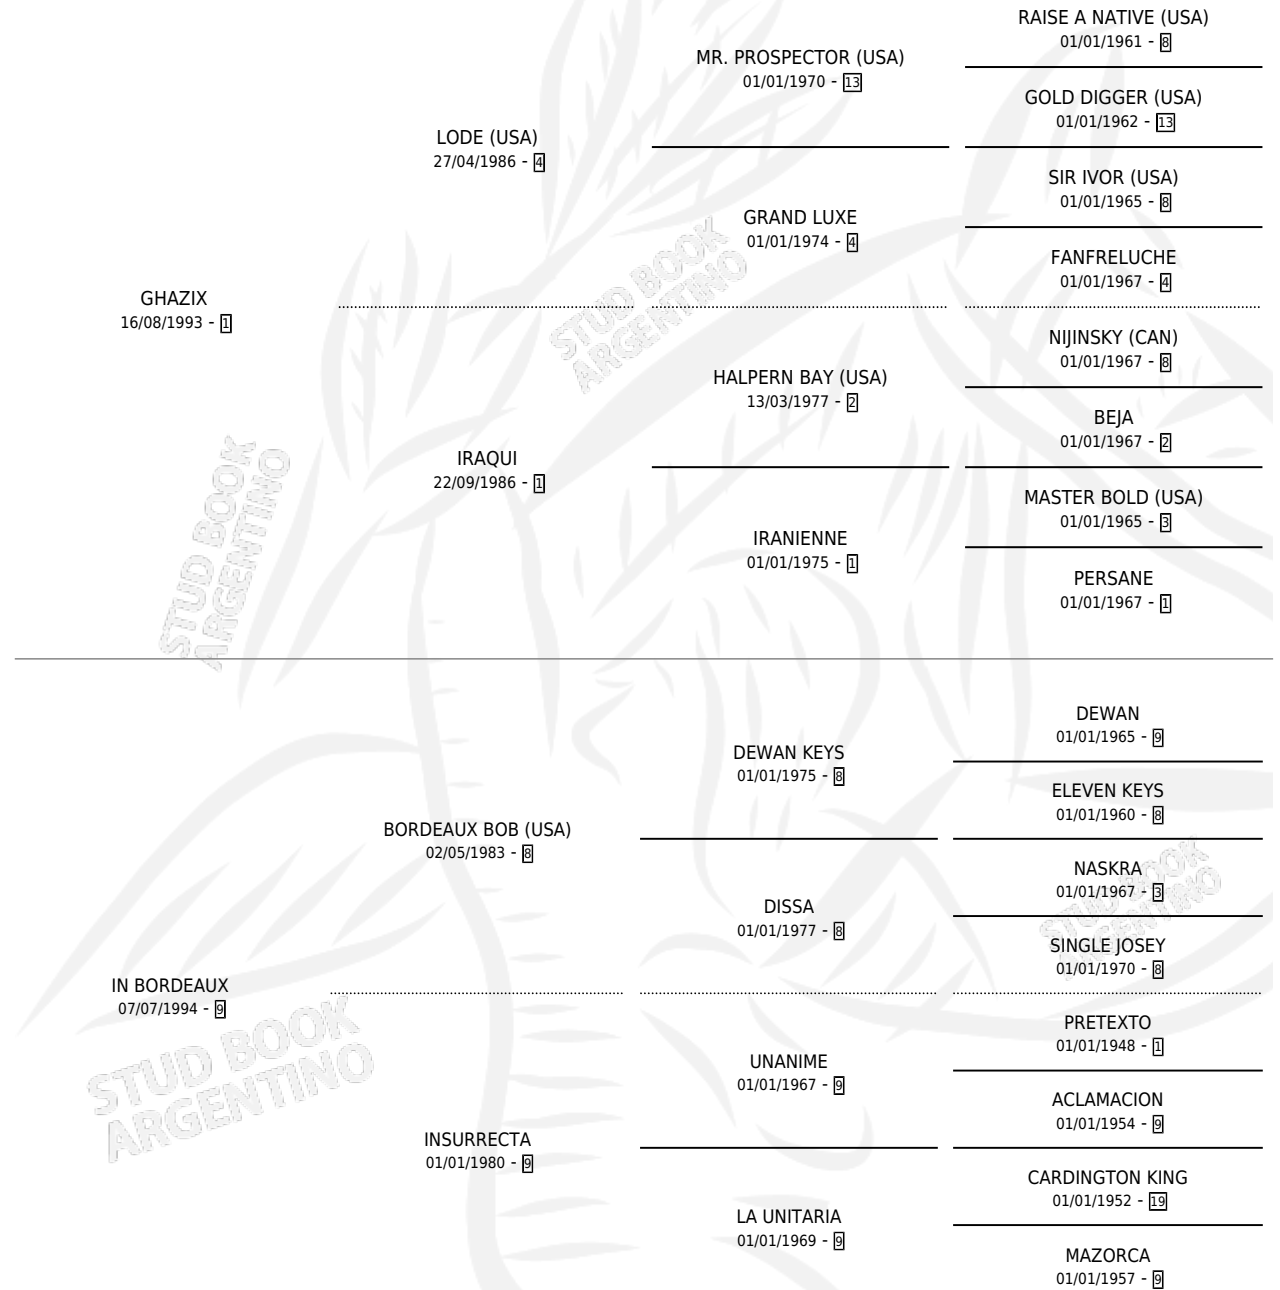 RAISE A NATIVE (USA)
01/01/1961 - 8
MR. PROSPECTOR (USA)
01/01/1970 - 13
GOLD DIGGER (USA)
01/01/1962 - 13
LODE (USA)
27/04/1986 - 4
SIR IVOR (USA)
01/01/1965 - 8
GRAND LUXE
01/01/1974 - 4
FANFRELUCHE
01/01/1967 - 4
GHAZIX
16/08/1993 - 1
NIJINSKY (CAN)
01/01/1967 - 8
HALPERN BAY (USA)
13/03/1977 - 2
BEJA
01/01/1967 - 2
IRAQUI
22/09/1986 - 1
MASTER BOLD (USA)
01/01/1965 - 3
IRANIENNE
01/01/1975 - 1
PERSANE
01/01/1967 - 1
DEWAN
01/01/1965 - 9
DEWAN KEYS
01/01/1975 - 8
ELEVEN KEYS
01/01/1960 - 8
BORDEAUX BOB (USA)
02/05/1983 - 8
NASKRA
01/01/1967 - 3
DISSA
01/01/1977 - 8
SINGLE JOSEY
01/01/1970 - 8
IN BORDEAUX
07/07/1994 - 9
PRETEXTO
01/01/1948 - 1
UNANIME
01/01/1967 - 9
ACLAMACION
01/01/1954 - 9
INSURRECTA
01/01/1980 - 9
CARDINGTON KING
01/01/1952 - 19
LA UNITARIA
01/01/1969 - 9
MAZORCA
01/01/1957 - 9
STUD BOOK
ARGENTINO
STUD BOOK
ARGENTINO
STUD BOOK
ARGENTINO
STUD BOOK
ARGENTINO